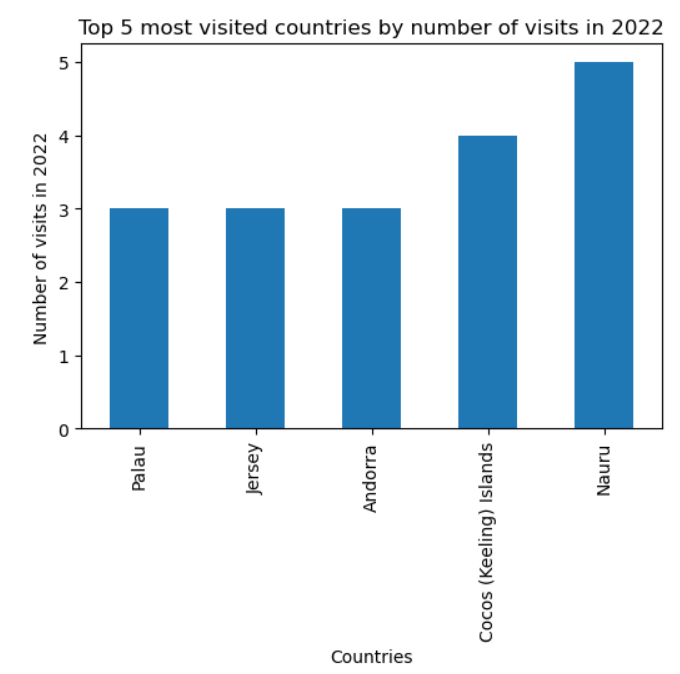 Top 5 most visited countries by number of visits in 2022
Number of visits in 2022
5
4
3
2
1
0
Palau
Jersey
Andorra
Cocos (Keeling) Islands
Nauru
Countries